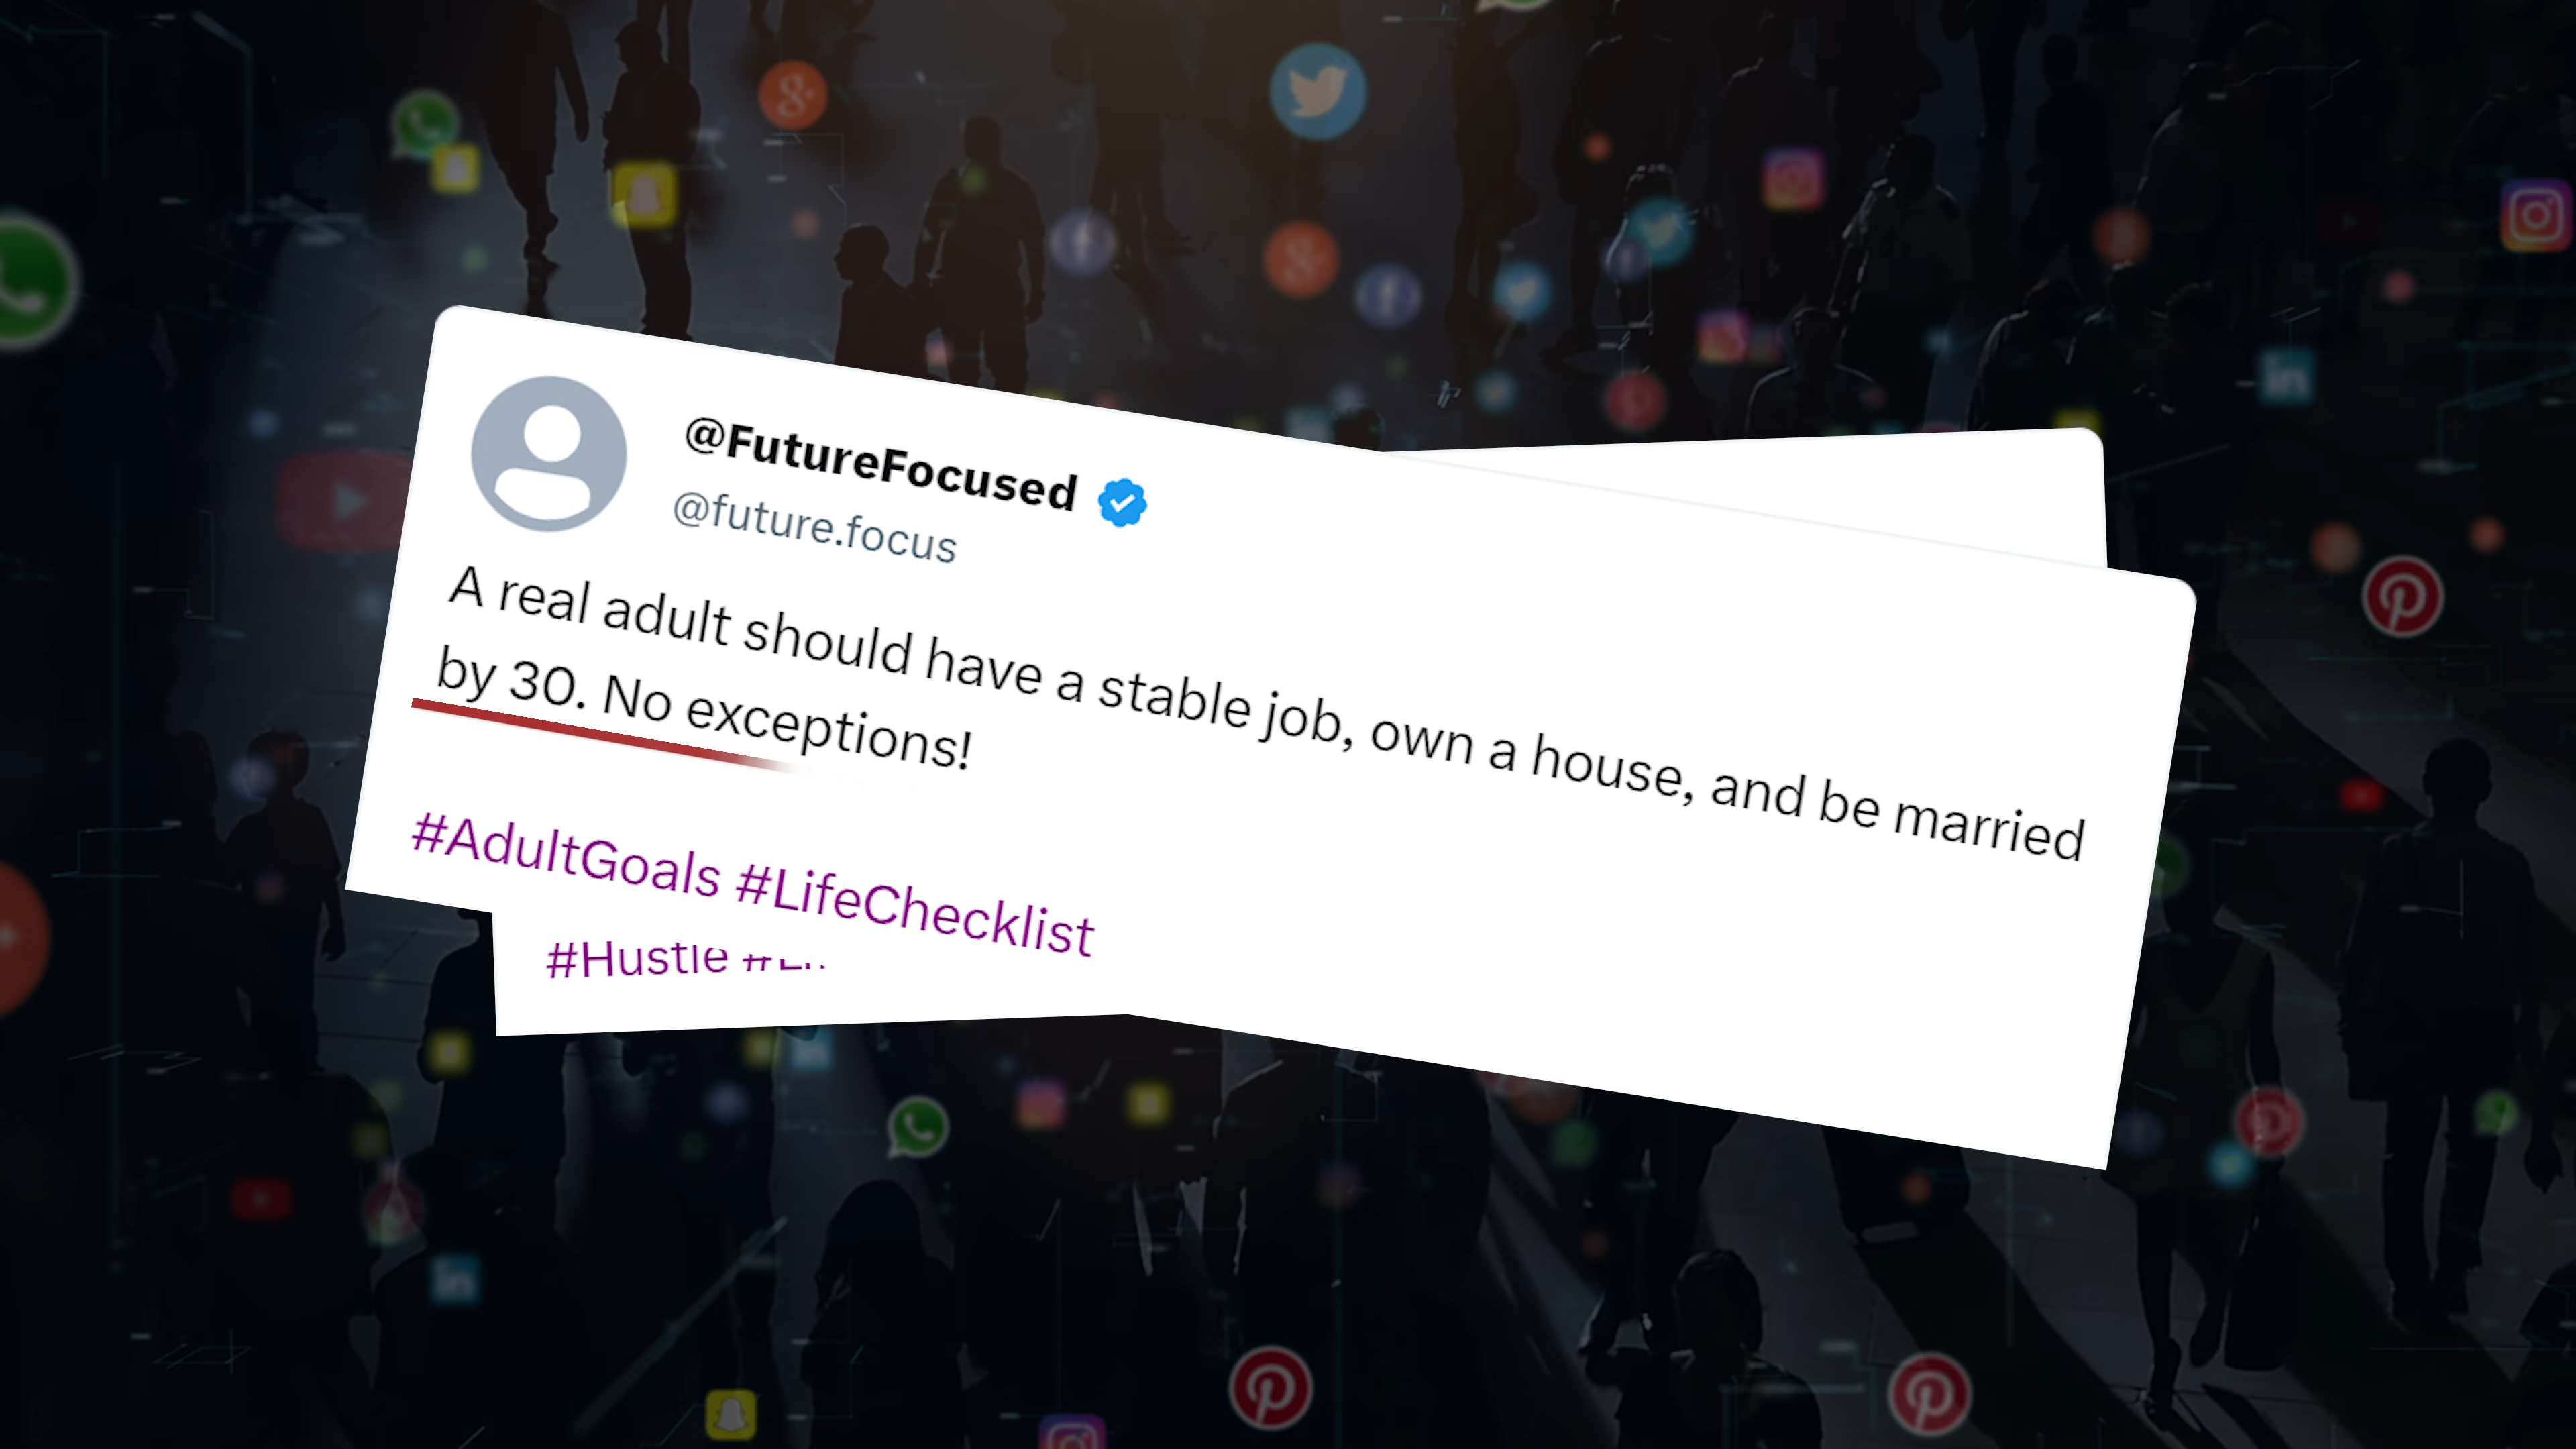 @FutureFocused
@future.focus
A real adult should have a stable job, own a house, and be married
by 30. No exceptions!
#AdultGoals #LifeChecklist
#Hustle